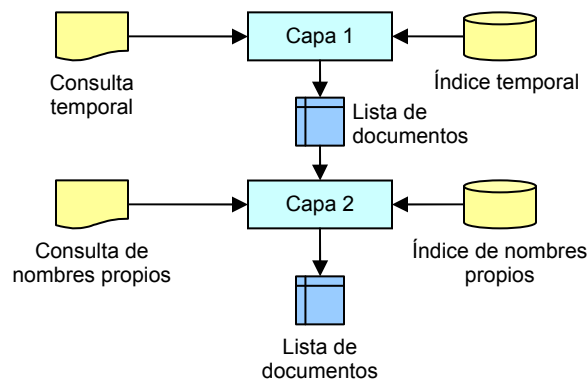 Capa 1
Consulta
temporal
Índice temporal
Lista de
documentos
Capa 2
Consulta de
nombres propios
Índice de nombres
propios
Lista de
documentos